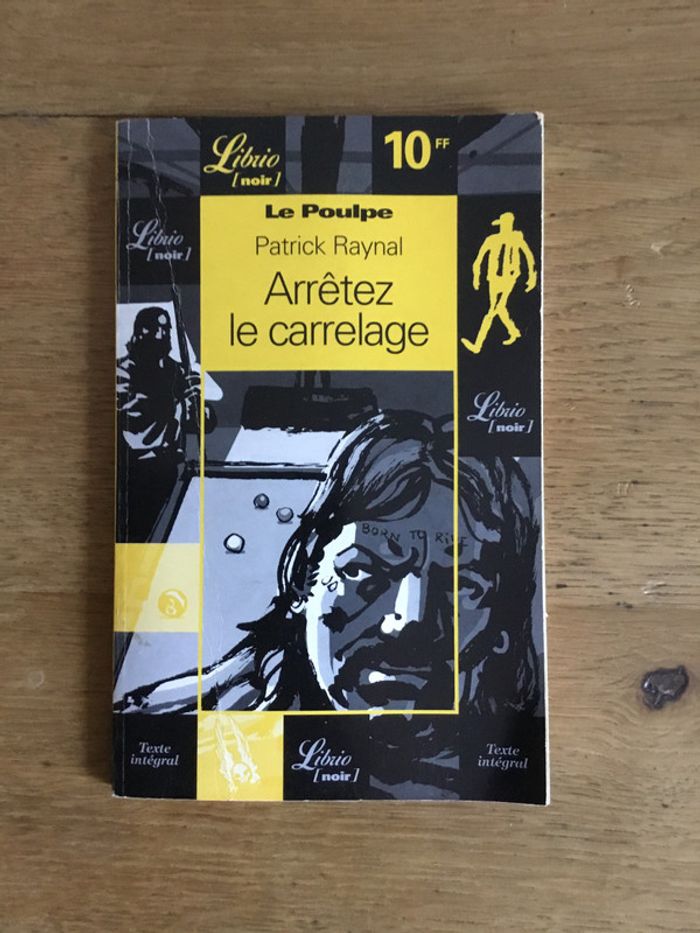 Librio
[noir]
10 FF
Le Poulpe
Patrick Raynal
Arrêtez
le carrelage
Librio
[noir]
Librio
[noir]
BORN TO RIDE
Texte
intégral
Librio
[noir]
Texte
intégral